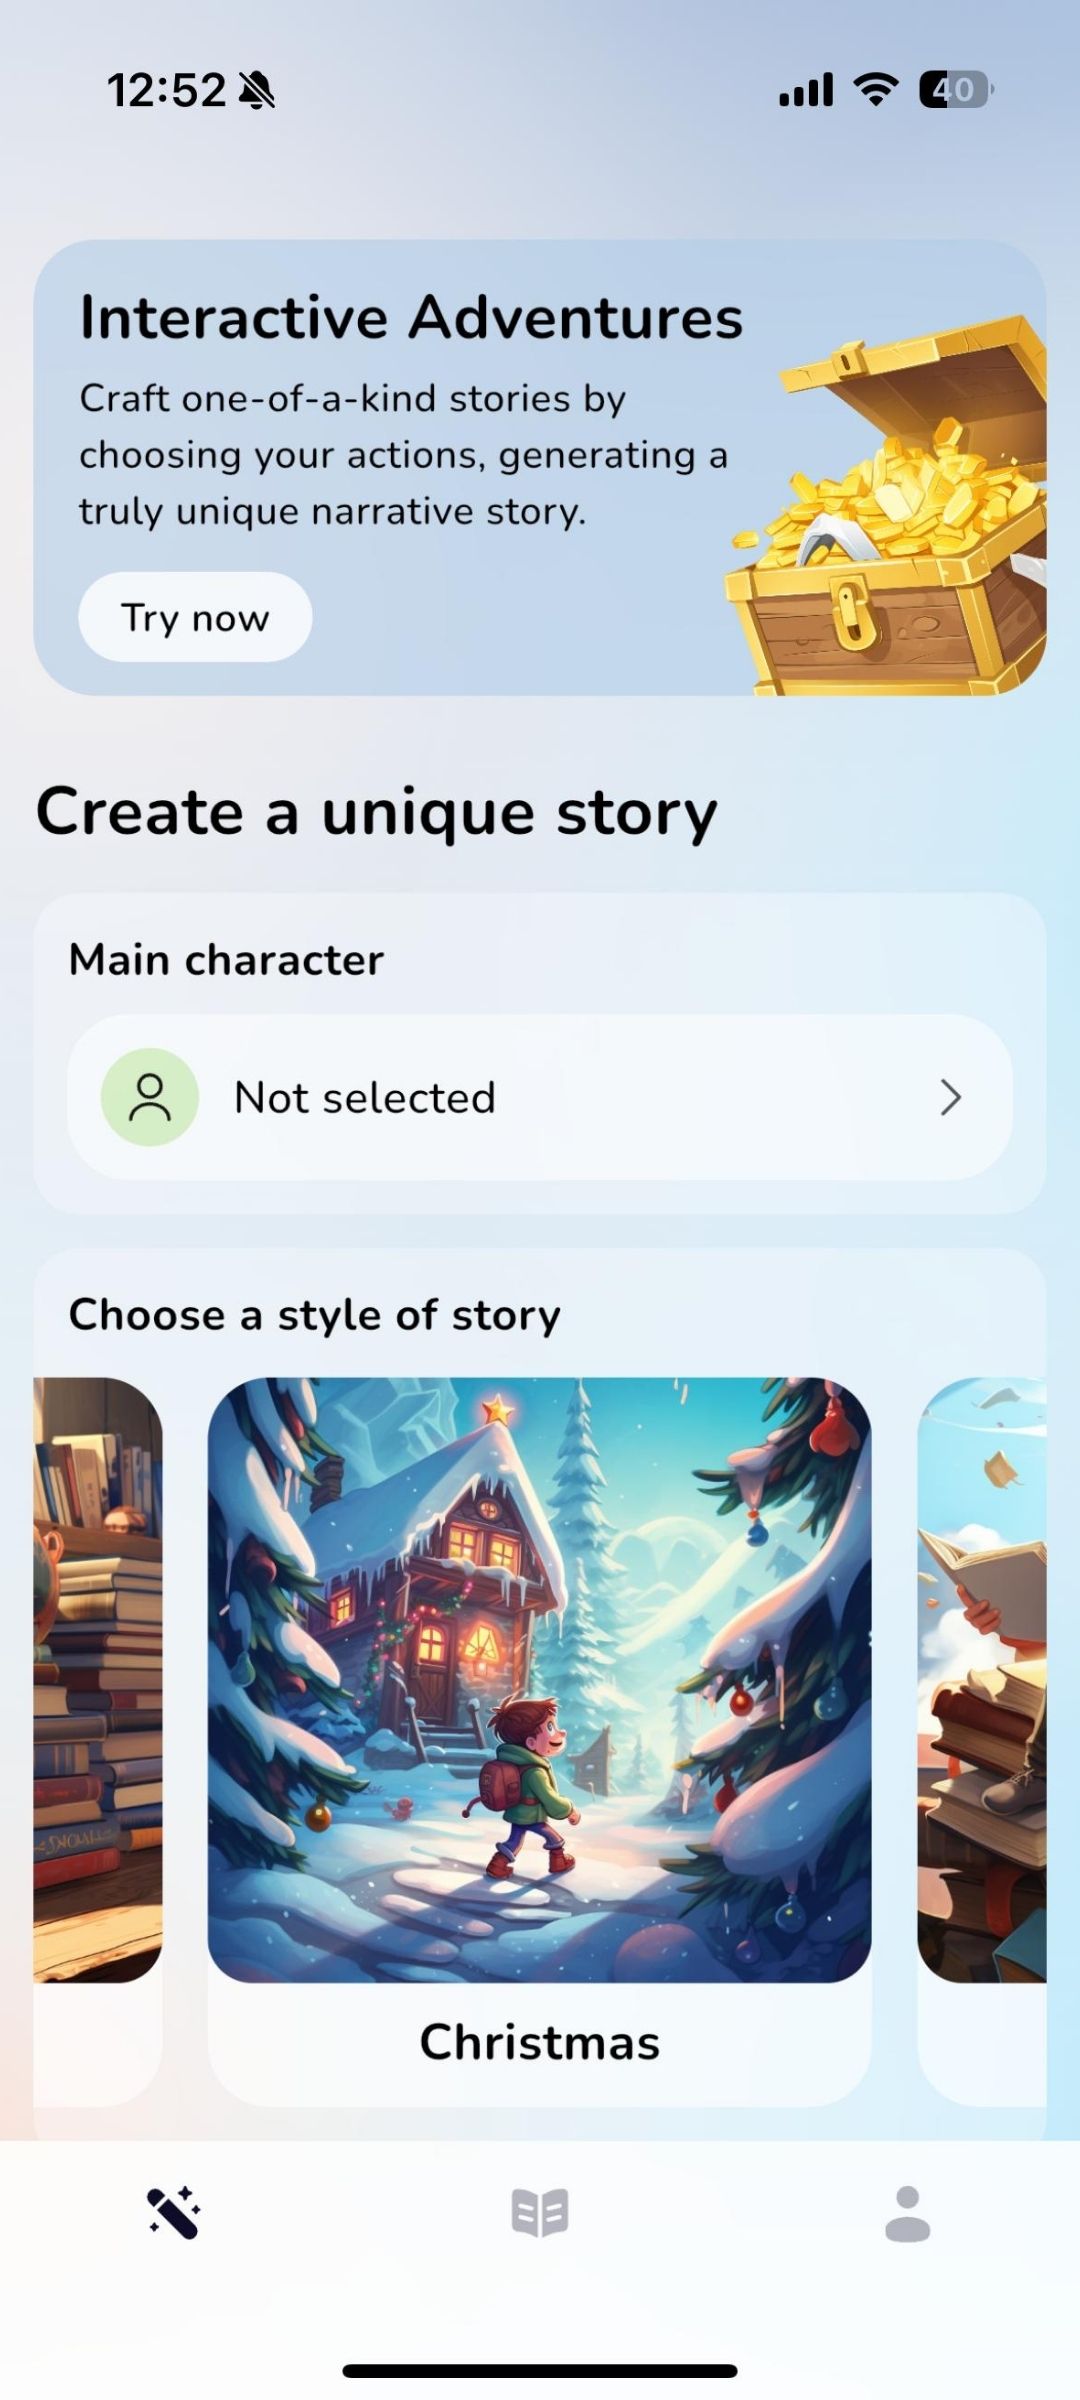 12:52
40
Interactive Adventures
Craft one-of-a-kind stories by
choosing your actions, generating a
truly unique narrative story.
Try now
Create a unique story
Main character
Not selected
Choose a style of story
Christmas